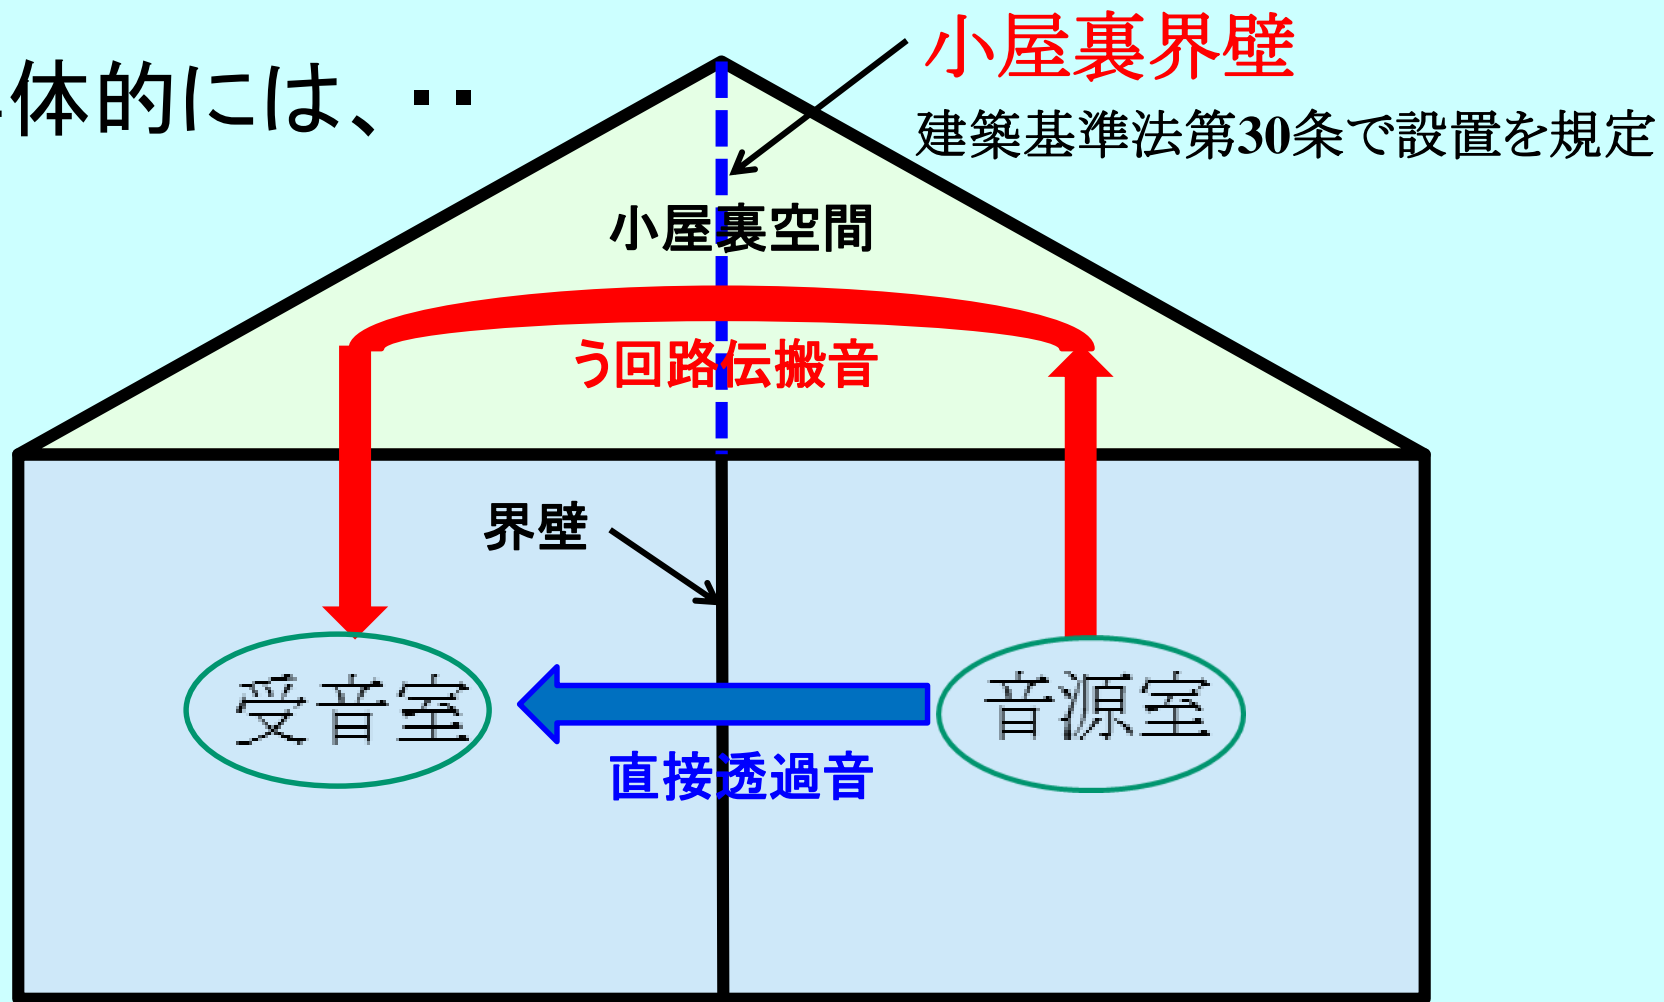 体的には、・・
小屋裏界壁
建築基準法第30条で設置を規定
小屋裏空間
う回路伝搬音
界壁
受音室
音源室
直接透過音